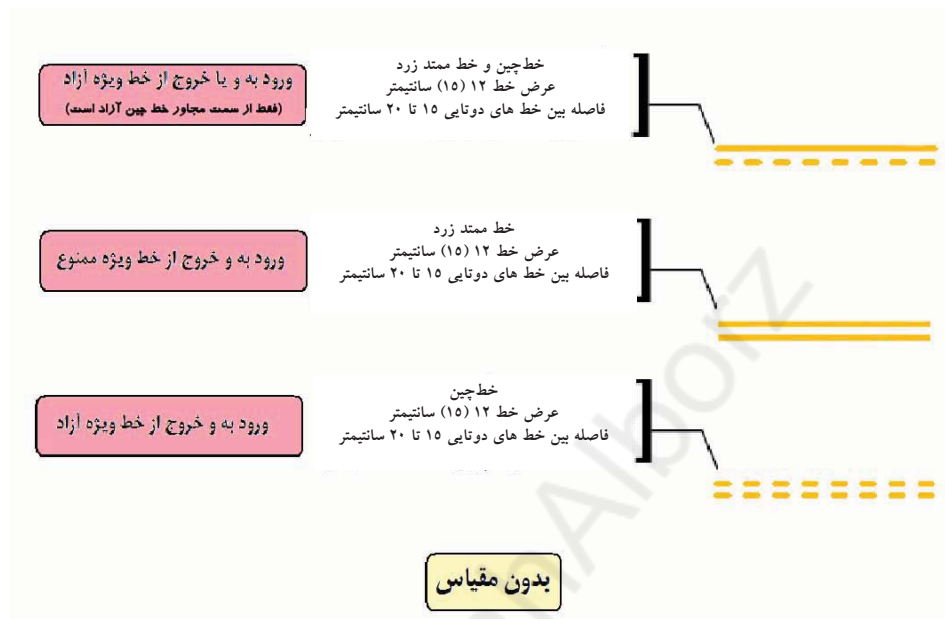 ورود به و یا خروج از خط ویژه آزاد
(فقط از سمت مجاور خط چین آزاد است)
خط‌چین و خط ممتد زرد
عرض خط ۱۲ (۱۵) سانتیمتر
فاصله بین خط های دوتایی ۱۵ تا ۲۰ سانتیمتر
ورود به و خروج از خط ویژه ممنوع
خط ممتد زرد
عرض خط ۱۲ (۱۵) سانتیمتر
فاصله بین خط های دوتایی ۱۵ تا ۲۰ سانتیمتر
ورود به و خروج از خط ویژه آزاد
خط‌چین
عرض خط ۱۲ (۱۵) سانتیمتر
فاصله بین خط های دوتایی ۱۵ تا ۲۰ سانتیمتر
بدون مقیاس